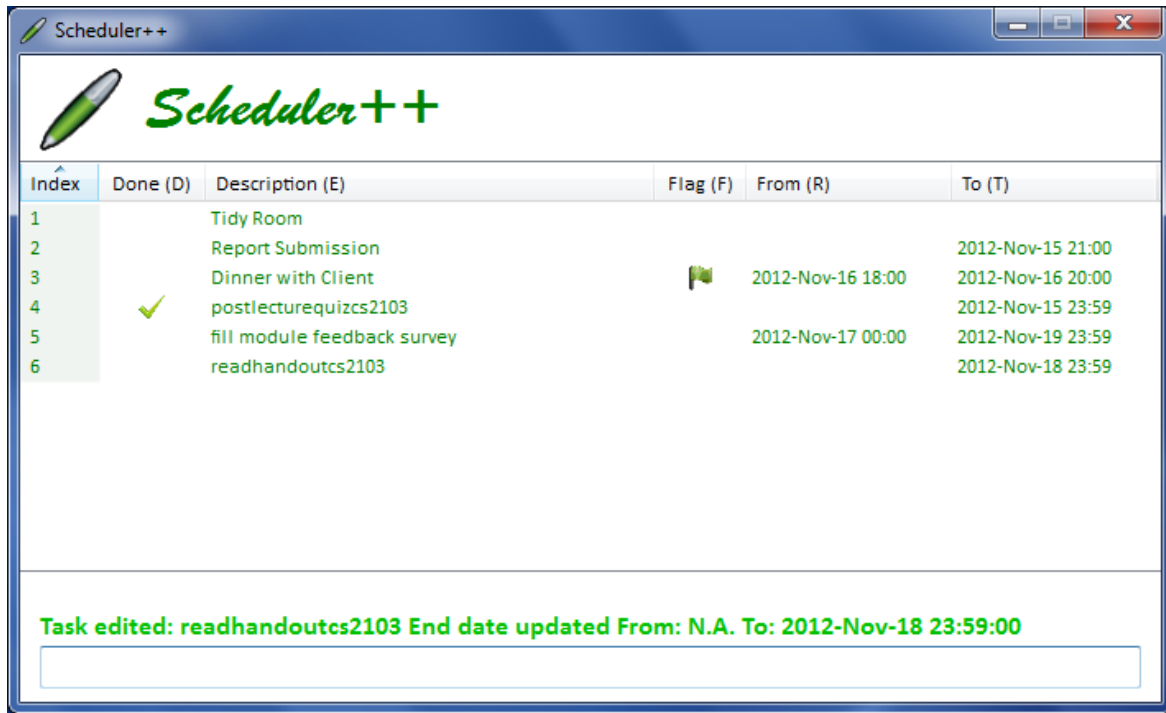 Scheduler++
Scheduler++
Index Done (D) Description (E) Flag (F) From (R) To (T)
1 Tidy Room
2 Report Submission 2012-Nov-15 21:00
3 Dinner with Client 2012-Nov-16 18:00 2012-Nov-16 20:00
4 postlecturequizcs2103 2012-Nov-15 23:59
5 fill module feedback survey 2012-Nov-17 00:00 2012-Nov-19 23:59
6 readhandoutcs2103 2012-Nov-18 23:59
Task edited: readhandoutcs2103 End date updated From: N.A. To: 2012-Nov-18 23:59:00